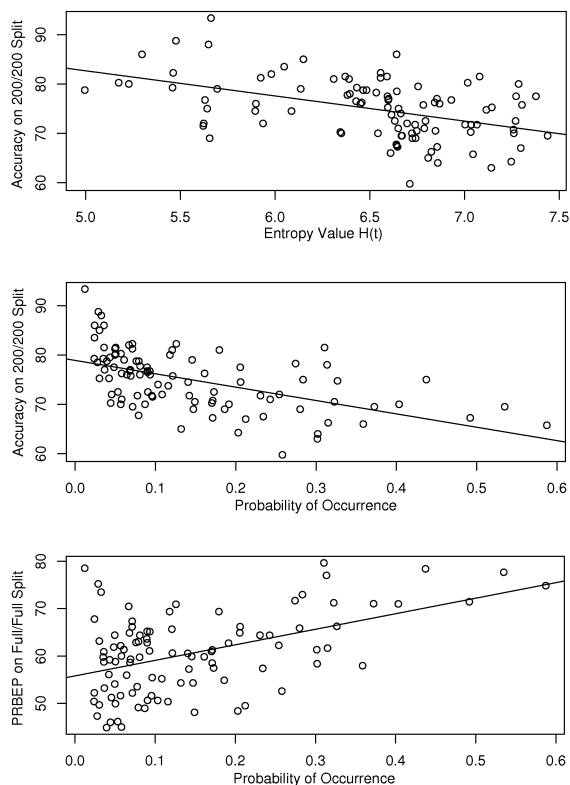 Accuracy on 200/200 Split
90
80
70
60
5.0 5.5 6.0 6.5 7.0 7.5
Entropy Value H(t)
Accuracy on 200/200 Split
90
80
70
60
0.0 0.1 0.2 0.3 0.4 0.5 0.6
Probability of Occurrence
PRBEP on Full/Full Split
80
70
60
50
0.0 0.1 0.2 0.3 0.4 0.5 0.6
Probability of Occurrence